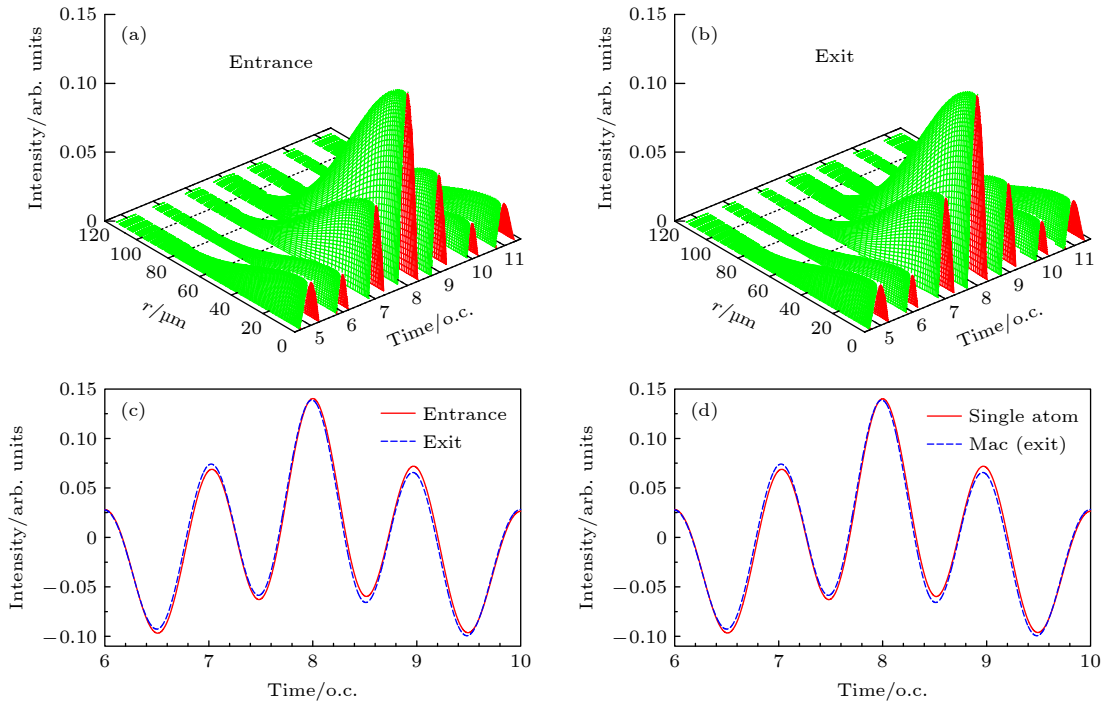 (a)
Entrance
Intensity/arb. units
0.15
0.10
0.05
0
120
100
80
60
40
20
0
r/μm
5
6
7
8
9
10
11
Time/o.c.
(b)
Exit
Intensity/arb. units
0.15
0.10
0.05
0
120
100
80
60
40
20
0
r/μm
5
6
7
8
9
10
11
Time/o.c.
(c)
Entrance
Exit
Intensity/arb. units
0.15
0.10
0.05
0
−0.05
−0.10
6
7
8
9
10
Time/o.c.
(d)
Single atom
Mac (exit)
Intensity/arb. units
0.15
0.10
0.05
0
−0.05
−0.10
6
7
8
9
10
Time/o.c.